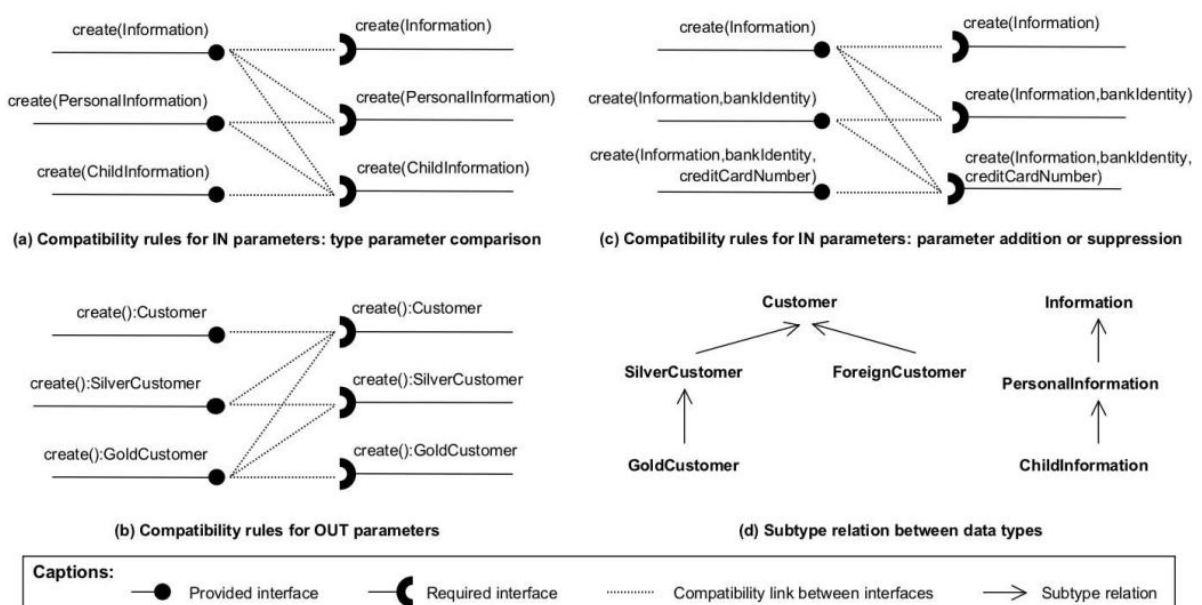 create(Information)
create(Information)
create(PersonalInformation)
create(PersonalInformation)
create(ChildInformation)
create(ChildInformation)
(a) Compatibility rules for IN parameters: type parameter comparison
create(Information)
create(Information)
create(Information,bankIdentity)
create(Information,bankIdentity)
create(Information,bankIdentity,
creditCardNumber)
create(Information,bankIdentity,
creditCardNumber)
(c) Compatibility rules for IN parameters: parameter addition or suppression
create():Customer
create():Customer
create():SilverCustomer
create():SilverCustomer
create():GoldCustomer
create():GoldCustomer
(b) Compatibility rules for OUT parameters
Customer
Information
SilverCustomer
ForeignCustomer
PersonalInformation
GoldCustomer
ChildInformation
(d) Subtype relation between data types
Captions:
Provided interface
Required interface
Compatibility link between interfaces
Subtype relation